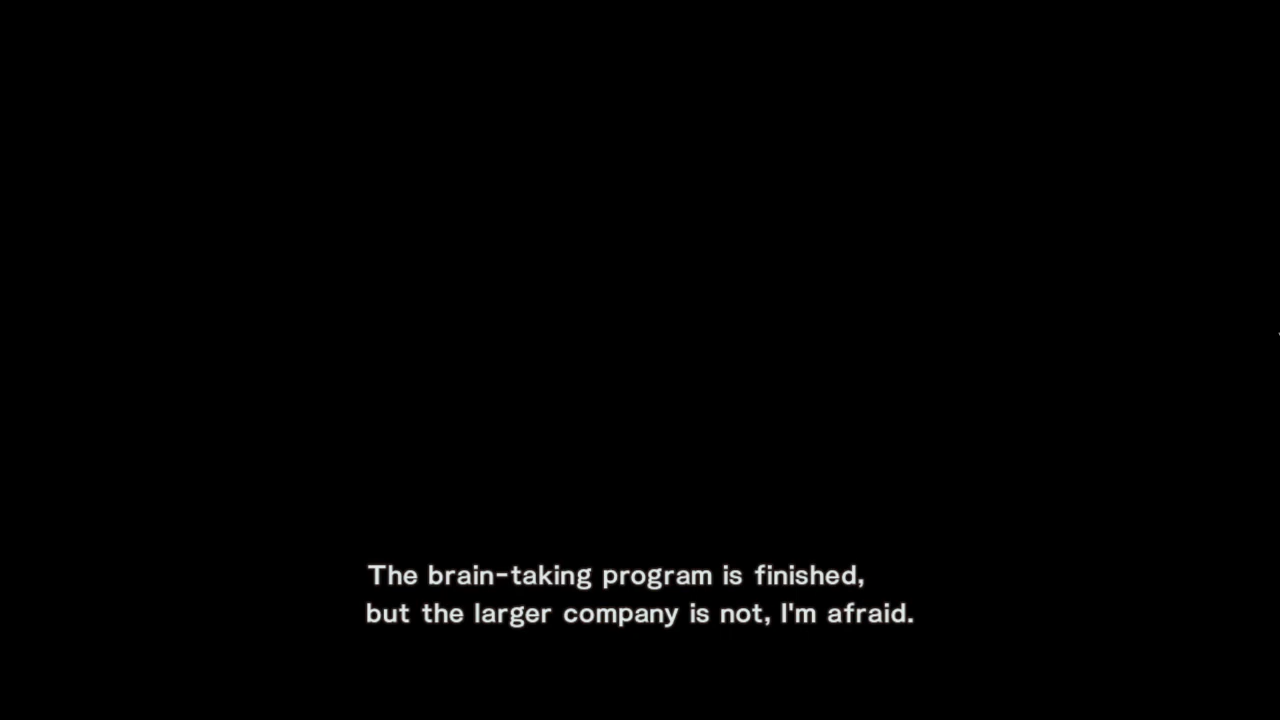 The brain-taking program is finished,
but the larger company is not, I'm afraid.